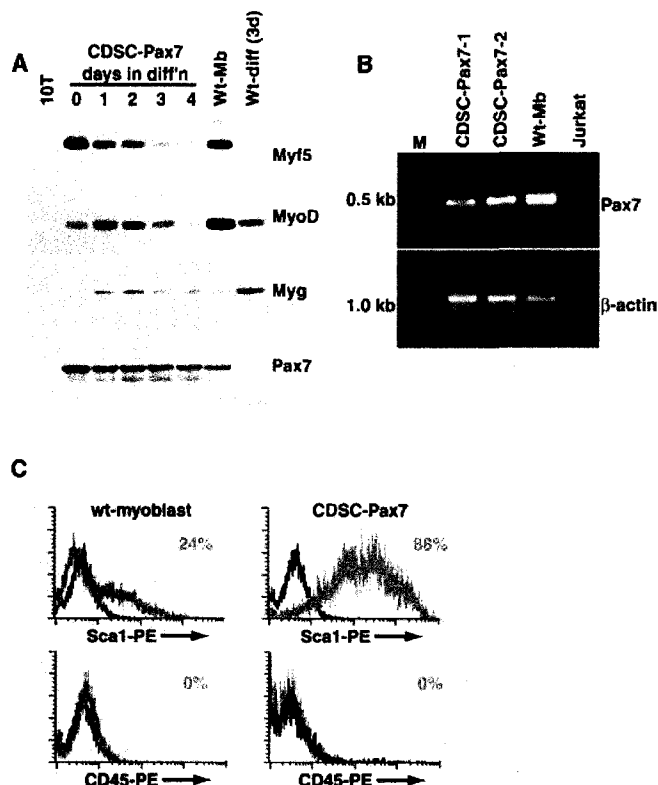 A
CDSC-Pax7
days in diff'n
10T
0 1 2 3 4
Wt-Mb
Wt-diff (3d)
Myf5
MyoD
Myg
Pax7
B
M
CDSC-Pax7-1
CDSC-Pax7-2
Wt-Mb
Jurkat
0.5 kb
Pax7
1.0 kb
β-actin
C
wt-myoblast
CDSC-Pax7
24%
86%
Sca1-PE
Sca1-PE
0%
0%
CD45-PE
CD45-PE